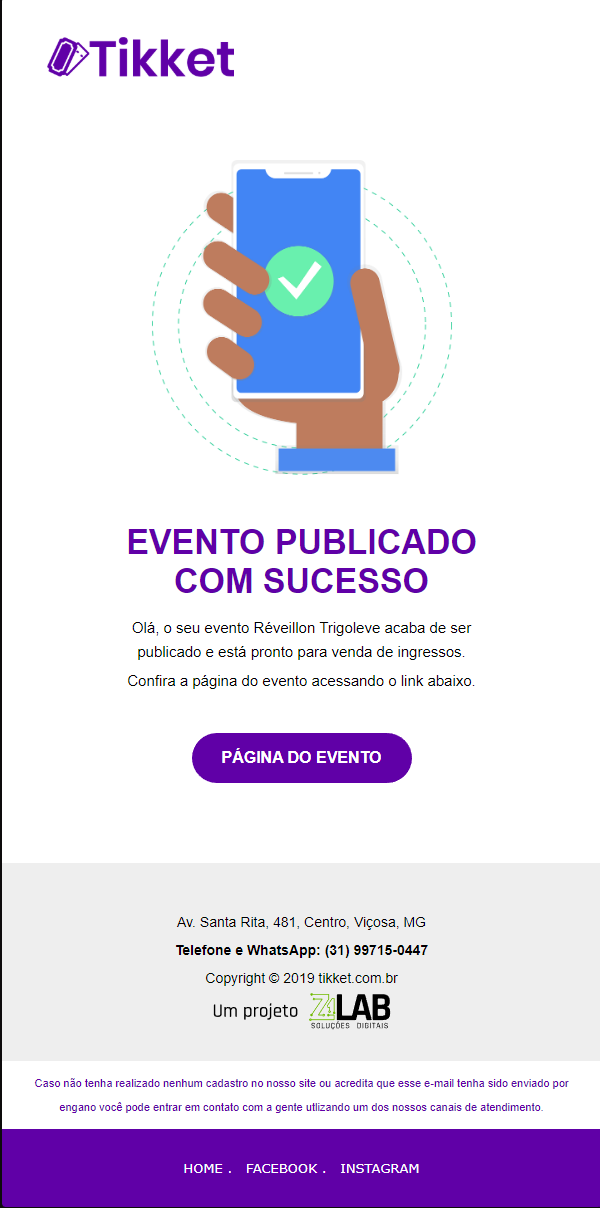 Tikket
EVENTO PUBLICADO
COM SUCESSO
Olá, o seu evento Réveillon Trigoleve acaba de ser
publicado e está pronto para venda de ingressos.
Confira a página do evento acessando o link abaixo.
PÁGINA DO EVENTO
Av. Santa Rita, 481, Centro, Viçosa, MG
Telefone e WhatsApp: (31) 99715-0447
Copyright © 2019 tikket.com.br
Um projeto LAB
SOLUÇÕES DIGITAIS
Caso não tenha realizado nenhum cadastro no nosso site ou acredita que esse e-mail tenha sido enviado por
engano você pode entrar em contato com a gente utlizando um dos nossos canais de atendimento.
HOME . FACEBOOK . INSTAGRAM